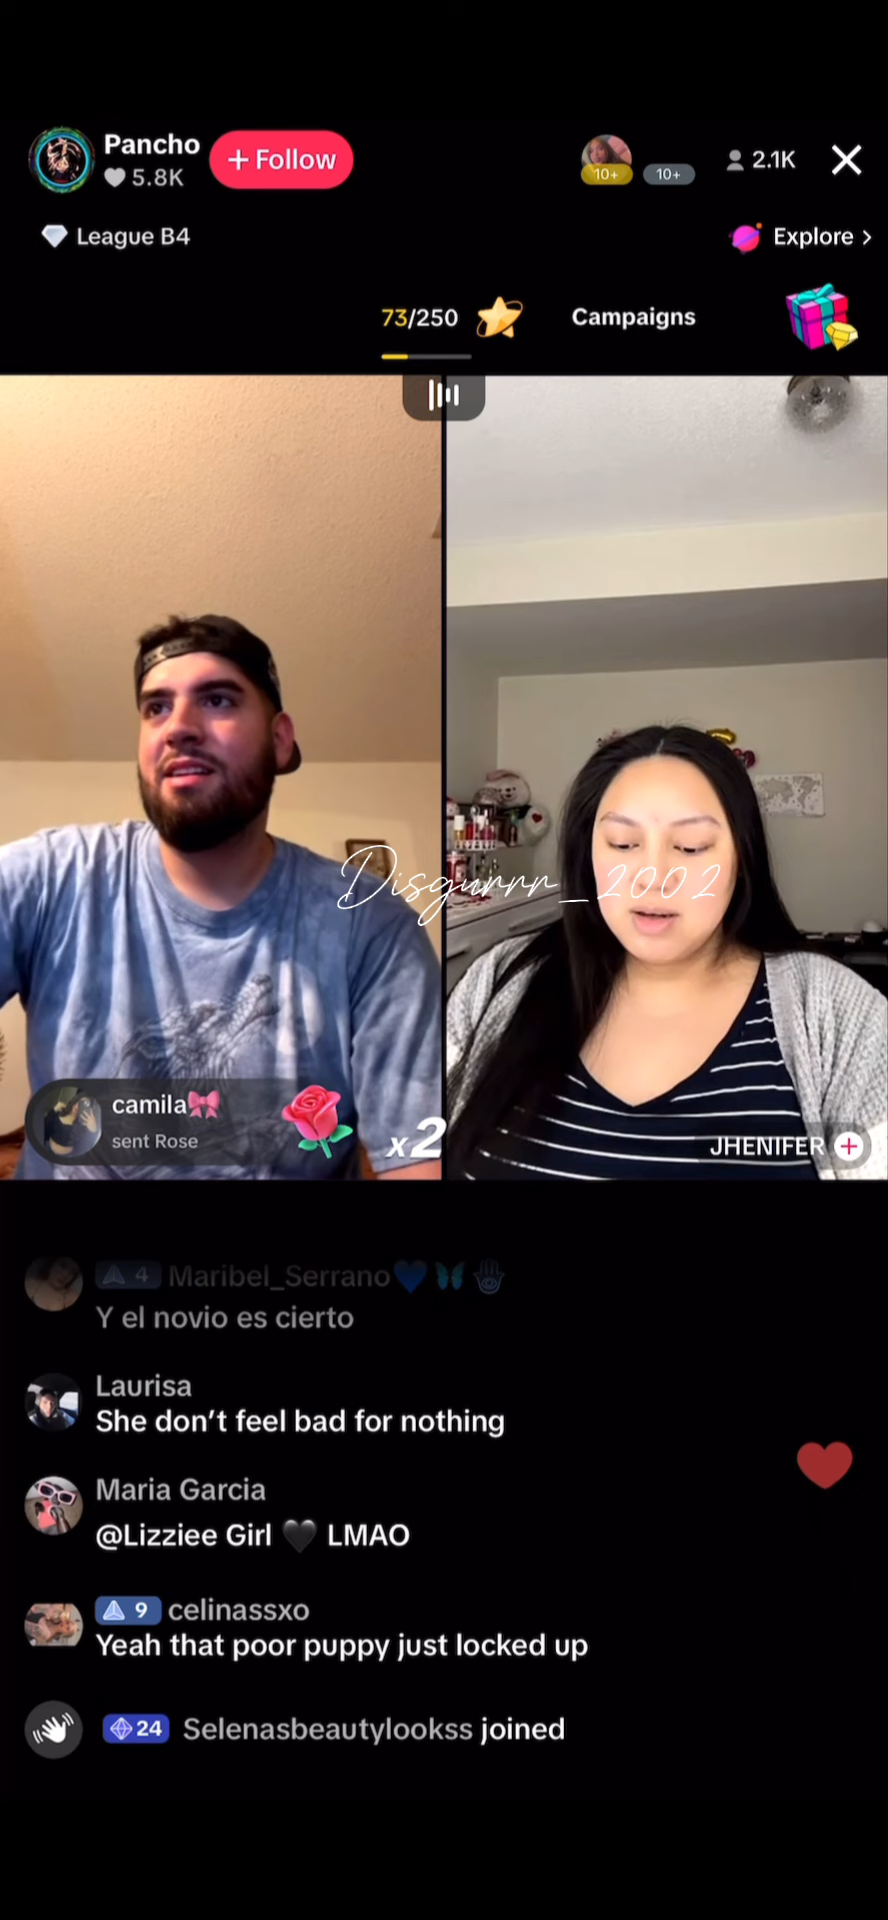 Pancho
5.8K
+ Follow
10+
10+
2.1K
League B4
Explore >
73/250
Campaigns
Disgurrr_2002
camila🎀
sent Rose
x2
JHENIFER
4 Maribel_Serrano💙🦋🪬
Y el novio es cierto
Laurisa
She don’t feel bad for nothing
Maria Garcia
@Lizziee Girl 🖤 LMAO
9 celinassxo
Yeah that poor puppy just locked up
24 Selenasbeautylookss joined